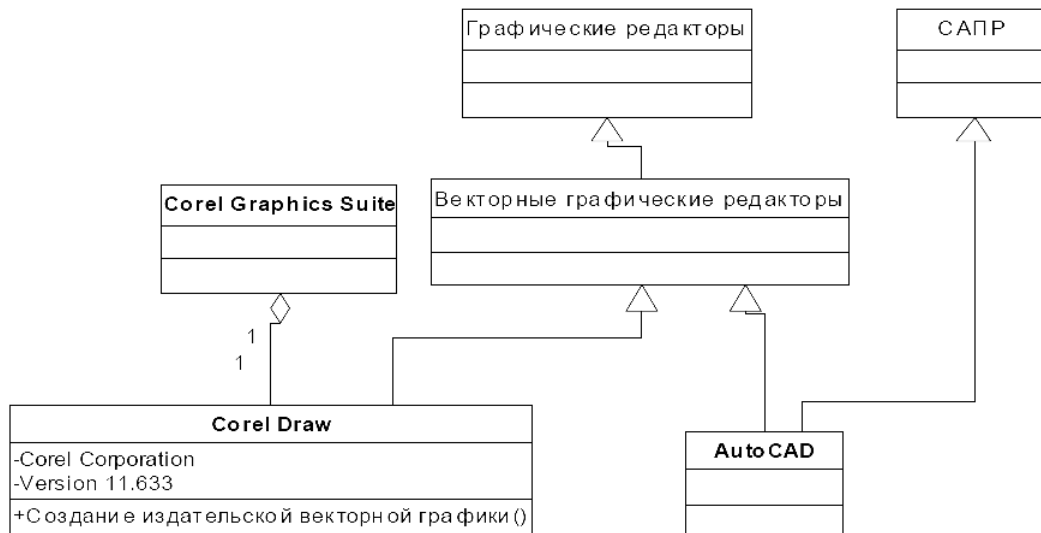 Графические редакторы
САПР
Corel Graphics Suite
Векторные графические редакторы
1
1
Corel Draw
-Corel Corporation
-Version 11.633
+Создание издательской векторной графики()
AutoCAD